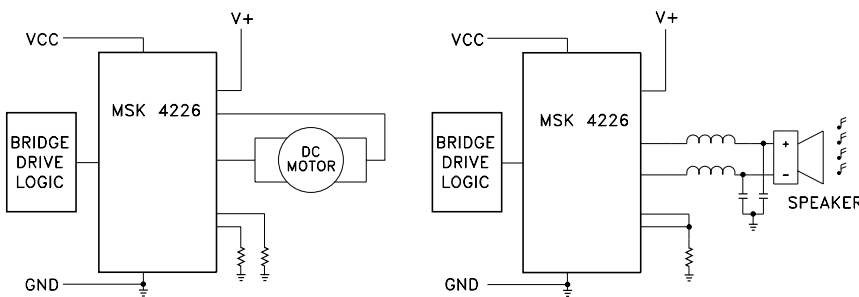 V+
VCC
MSK 4226
BRIDGE
DRIVE
LOGIC
DC
MOTOR
GND
V+
VCC
MSK 4226
BRIDGE
DRIVE
LOGIC
+
-
SPEAKER
GND